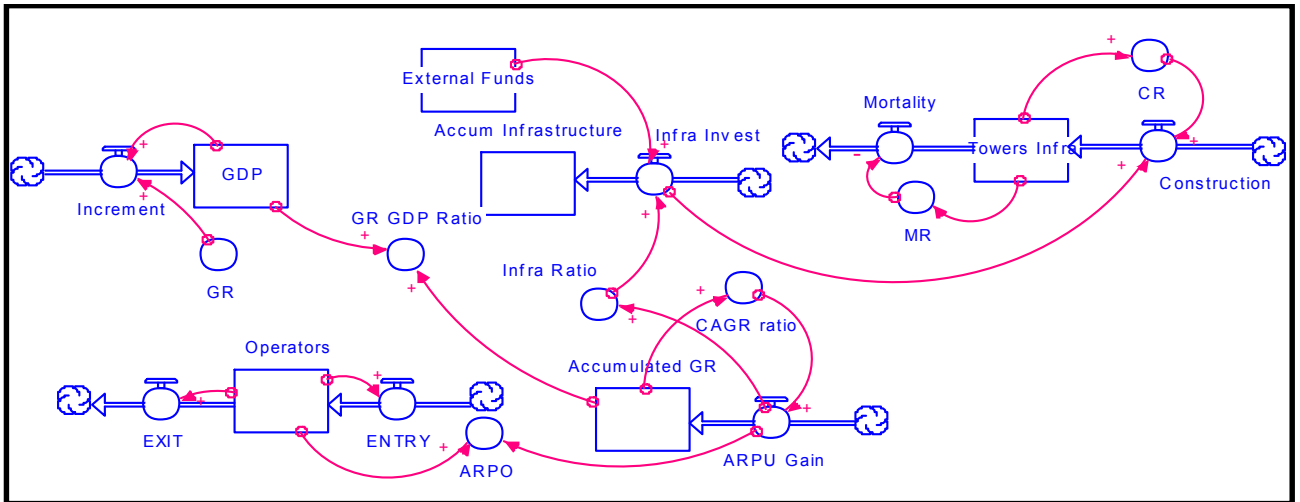 External Funds
CR
Mortality
Accum Infrastructure
Infra Invest
Towers Infra
GDP
Construction
Increment
GR GDP Ratio
MR
Infra Ratio
GR
CAGR ratio
Operators
Accumulated GR
EXIT
ENTRY
ARPO
ARPU Gain
+
+
+
+
+
+
+
+
-
+
+
+
+
+
+
+
+
+